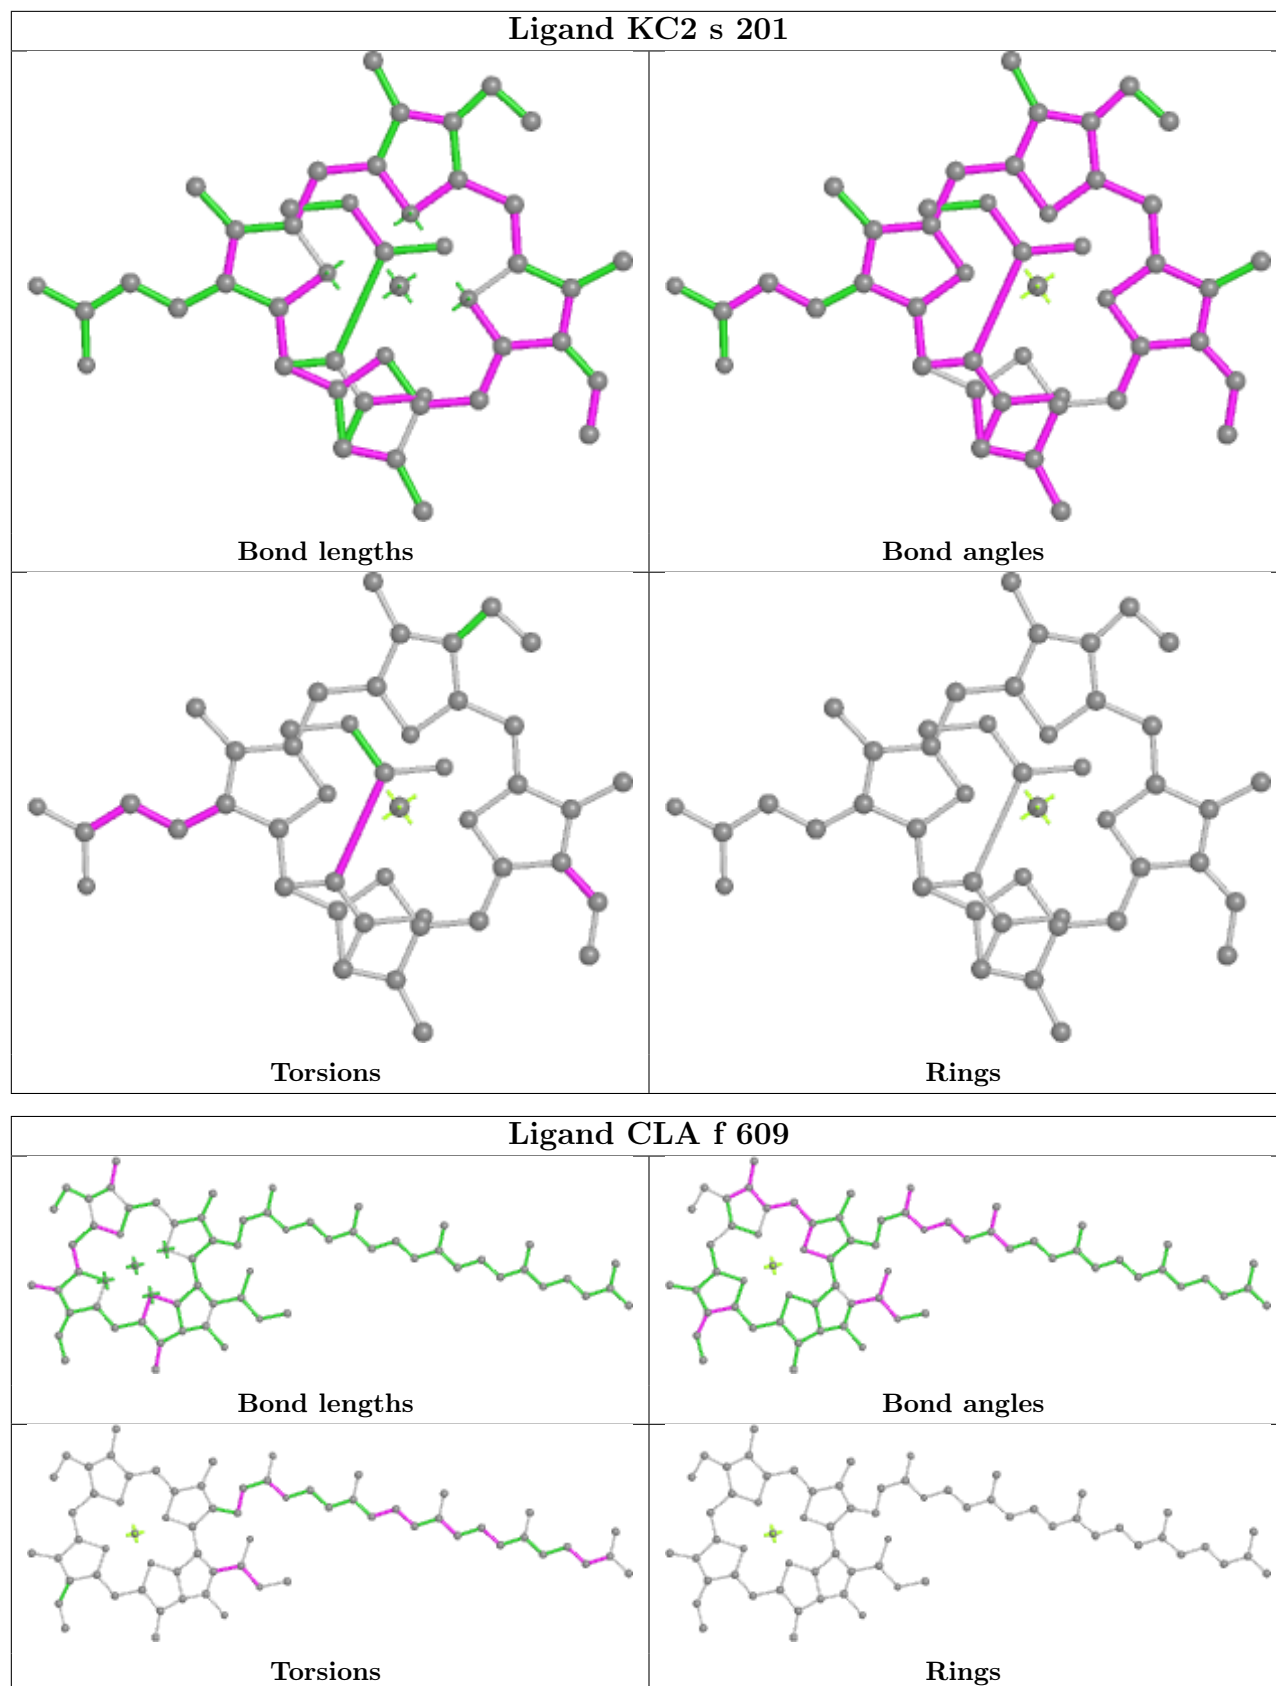 Ligand KC2 s 201
Bond lengths
Bond angles
Torsions
Rings
Ligand CLA f 609
Bond lengths
Bond angles
Torsions
Rings